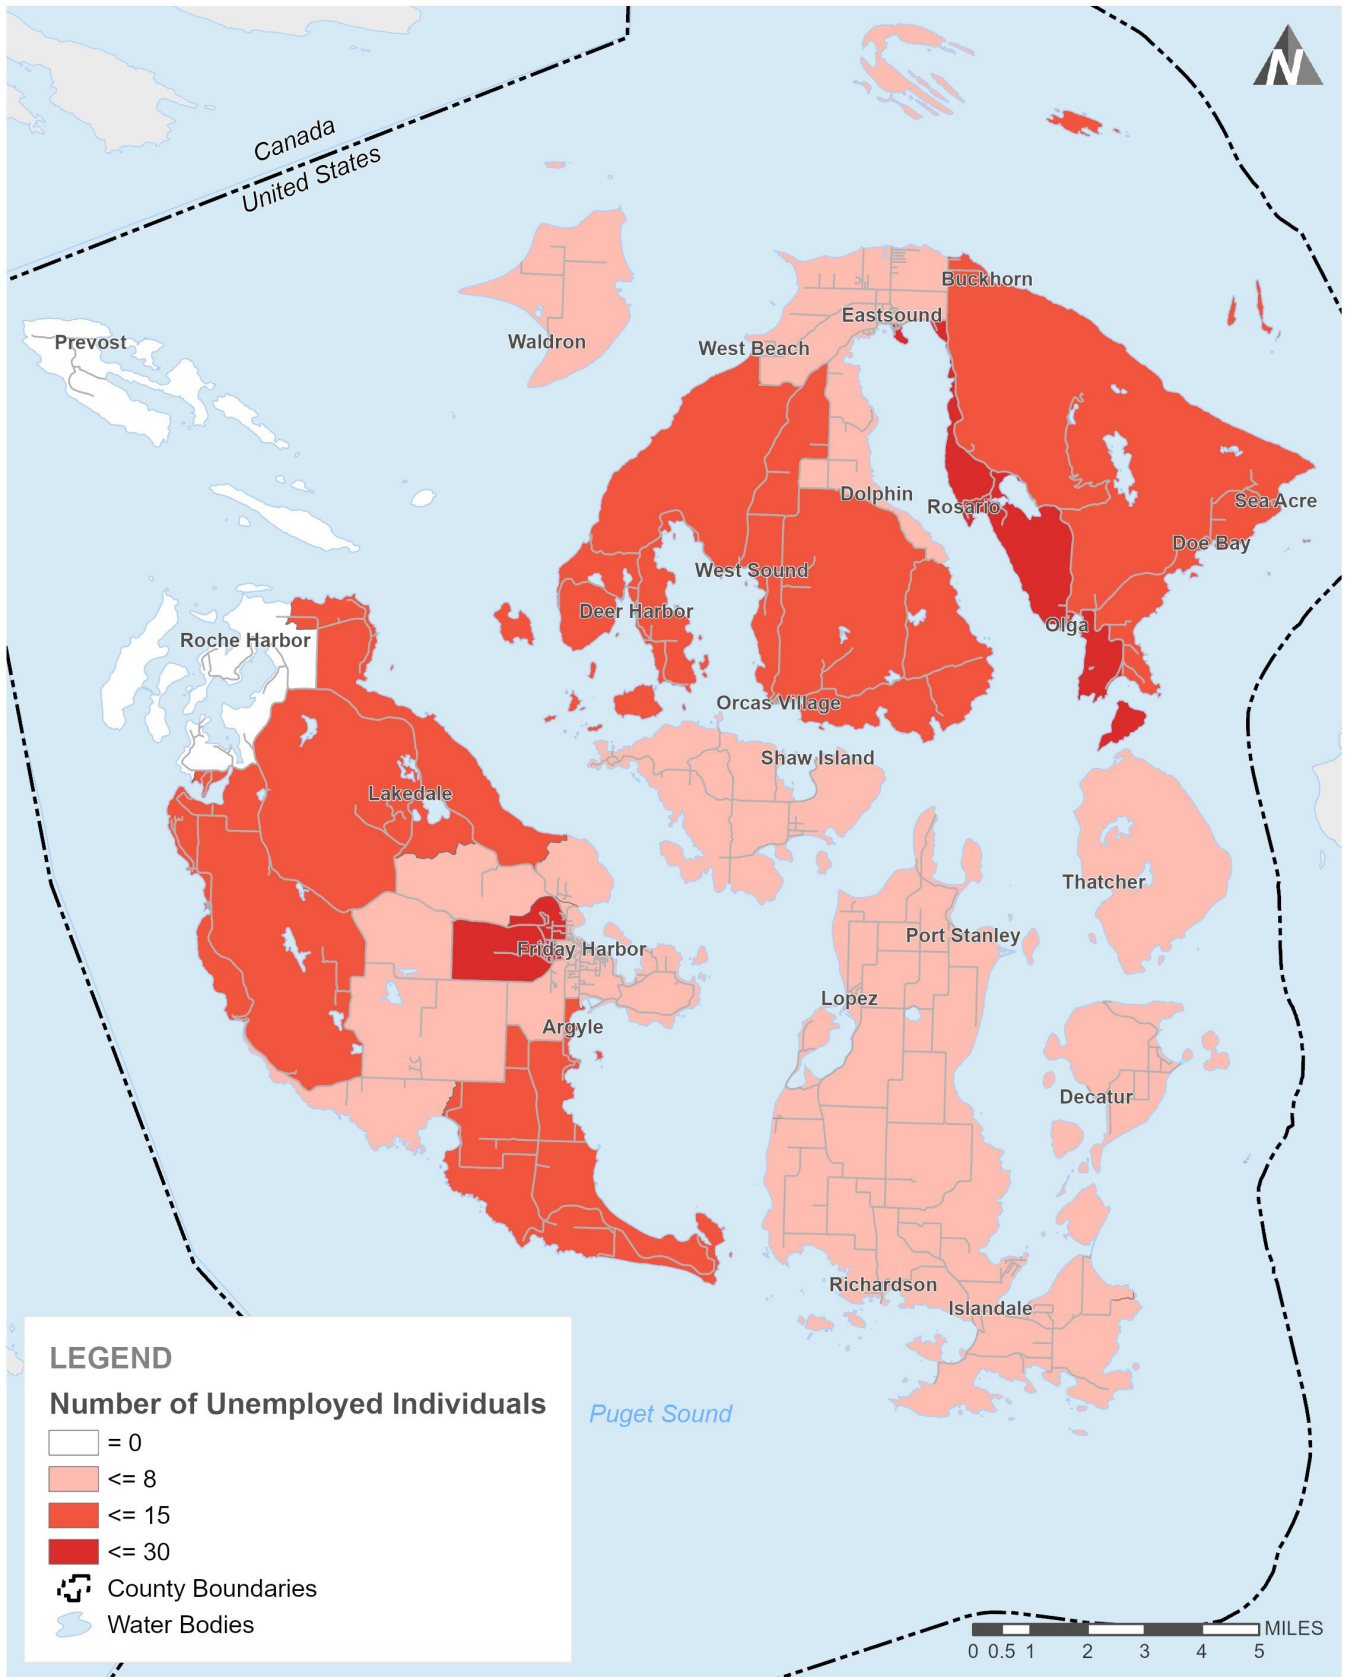 N
Canada
United States
Buckhorn
Eastsound
Prevost
Waldron
West Beach
Dolphin
Rosario
Sea Acre
Doe Bay
West Sound
Deer Harbor
Olga
Roche Harbor
Orcas Village
Shaw Island
Lakedale
Thatcher
Port Stanley
Friday Harbor
Lopez
Argyle
Decatur
Richardson
Islandale
Puget Sound
LEGEND
Number of Unemployed Individuals
= 0
<= 8
<= 15
<= 30
County Boundaries
Water Bodies
MILES
0 0.5 1 2 3 4 5